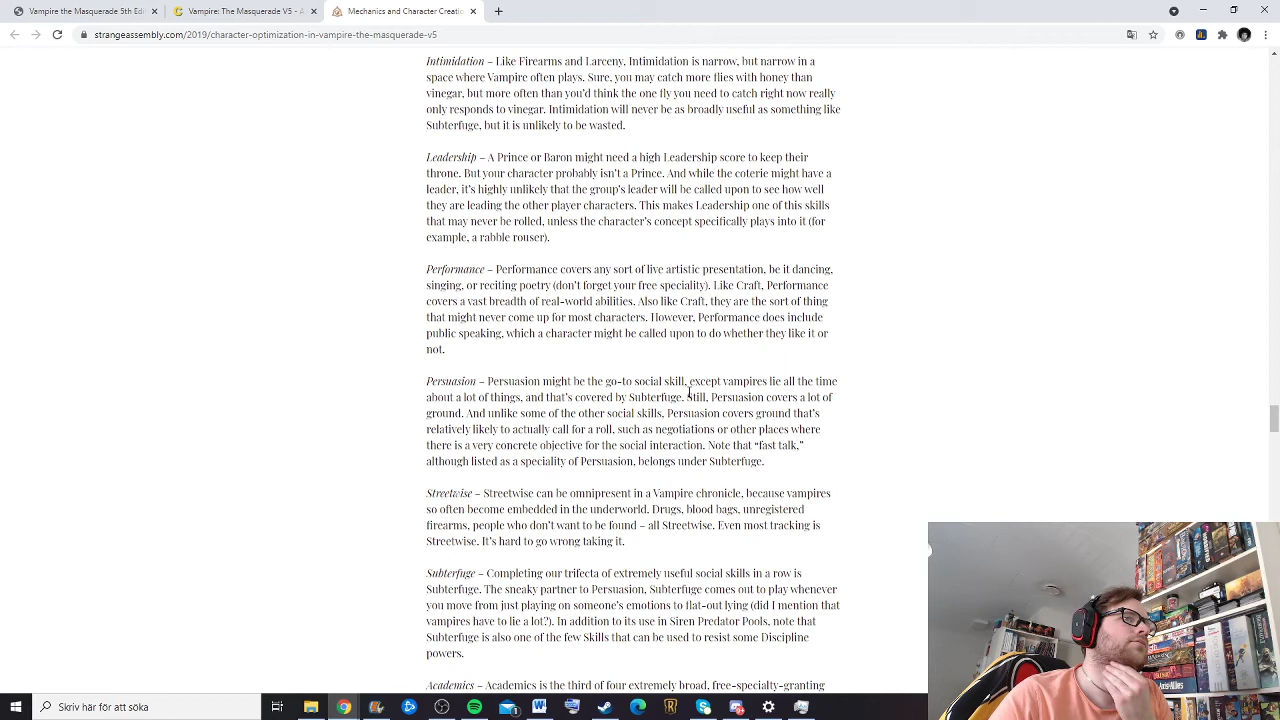 Vampire the Masquerade 5th Edi
Vampire: The Masquerade V5 - A
Mechanics and Character Creatio
strangeassembly.com/2019/character-optimization-in-vampire-the-masquerade-v5
Intimidation – Like Firearms and Larceny, Intimidation is narrow, but narrow in a
space where Vampire often plays. Sure, you may catch more flies with honey than
vinegar, but more often than you'd think the one fly you need to catch right now really
only responds to vinegar. Intimidation will never be as broadly useful as something like
Subterfuge, but it is unlikely to be wasted.
Leadership – A Prince or Baron might need a high Leadership score to keep their
throne. But your character probably isn't a Prince. And while the coterie might have a
leader, it's highly unlikely that the group's leader will be called upon to see how well
they are leading the other player characters. This makes Leadership one of this skills
that may never be rolled, unless the character's concept specifically plays into it (for
example, a rabble rouser).
Performance – Performance covers any sort of live artistic presentation, be it dancing,
singing, or reciting poetry (don't forget your free speciality). Like Craft, Performance
covers a vast breadth of real-world abilities. Also like Craft, they are the sort of thing
that might never come up for most characters. However, Performance does include
public speaking, which a character might be called upon to do whether they like it or
not.
Persuasion – Persuasion might be the go-to social skill, except vampires lie all the time
about a lot of things, and that's covered by Subterfuge. Still, Persuasion covers a lot of
ground. And unlike some of the other social skills, Persuasion covers ground that's
relatively likely to actually call for a roll, such as negotiations or other places where
there is a very concrete objective for the social interaction. Note that “fast talk,”
although listed as a speciality of Persuasion, belongs under Subterfuge.
Streetwise – Streetwise can be omnipresent in a Vampire chronicle, because vampires
so often become embedded in the underworld. Drugs, blood bags, unregistered
firearms, people who don't want to be found – all Streetwise. Even most tracking is
Streetwise. It's hard to go wrong taking it.
Subterfuge – Completing our trifecta of extremely useful social skills in a row is
Subterfuge. The sneaky partner to Persuasion, Subterfuge comes out to play whenever
you move from just playing on someone's emotions to flat-out lying (did I mention that
vampires have to lie a lot?). In addition to its use in Siren Predator Pools, note that
Subterfuge is also one of the few Skills that can be used to resist some Discipline
powers.
Academics – Academics is the third of four extremely broad, free-specialty-granting
Axis & Allies
Skriv här för att söka